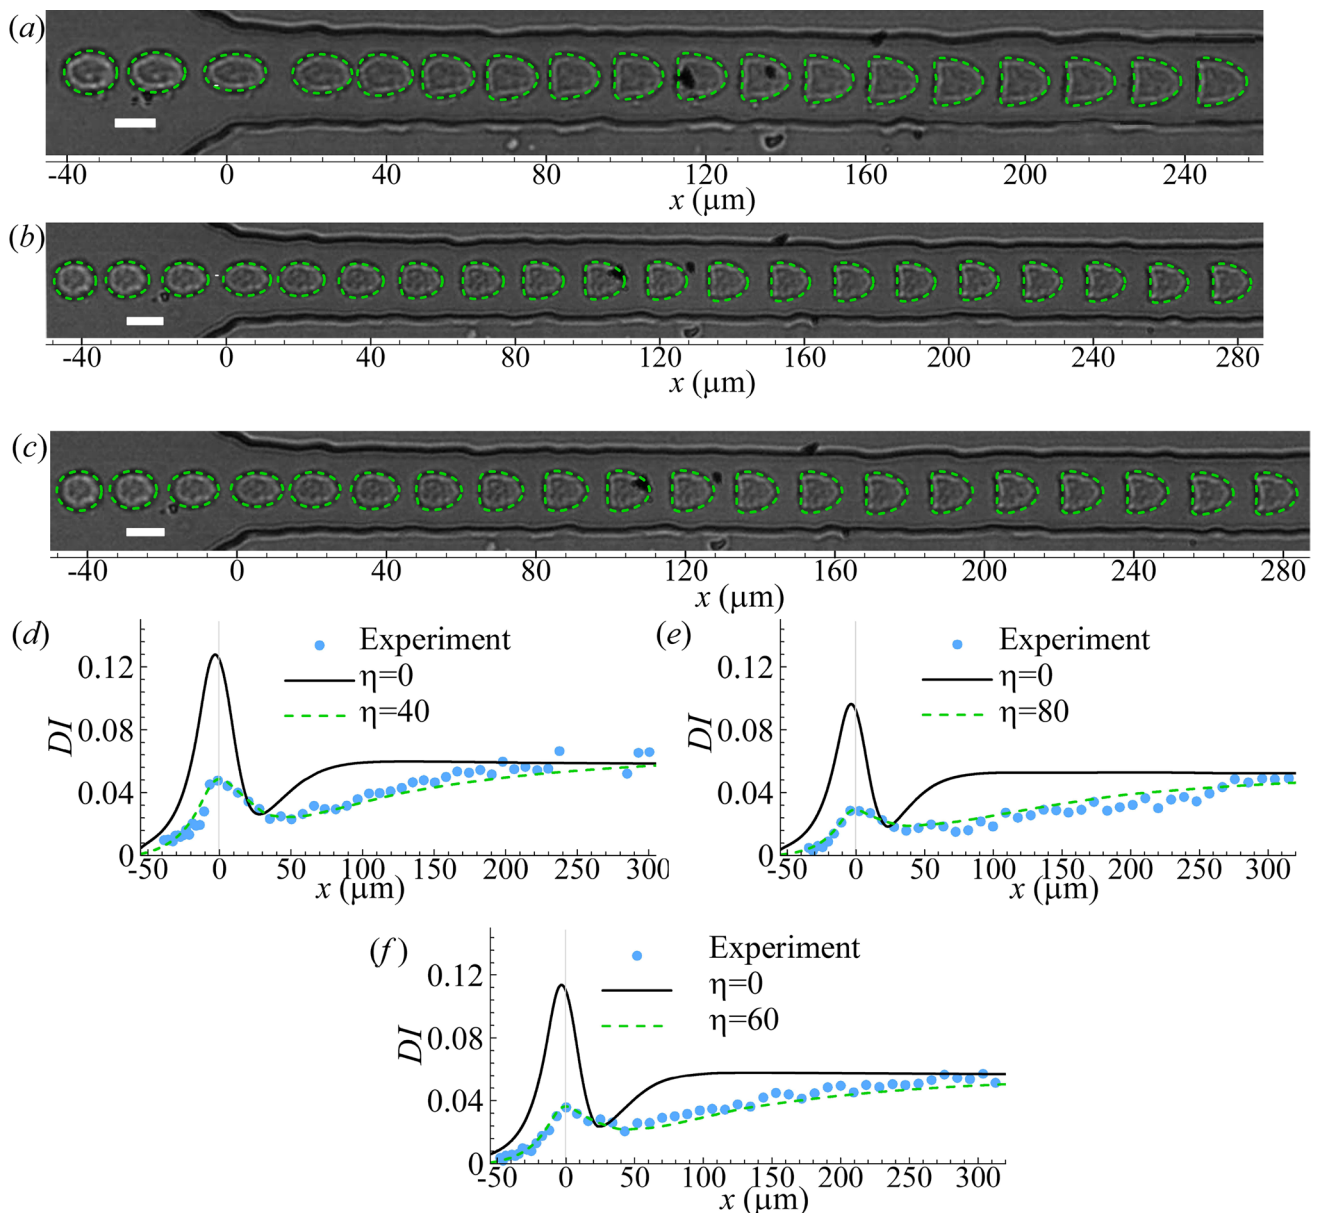 (a)
-40 0 40 80 120 160 200 240
x (μm)
(b)
-40 0 40 80 120 160 200 240 280
x (μm)
(c)
-40 0 40 80 120 160 200 240 280
x (μm)
(d)
DI
0.12
0.08
0.04
0
Experiment
η=0
η=40
-50 0 50 100 150 200 250 300
x (μm)
(e)
DI
0.12
0.08
0.04
0
Experiment
η=0
η=80
-50 0 50 100 150 200 250 300
x (μm)
(f)
DI
0.12
0.08
0.04
0
Experiment
η=0
η=60
-50 0 50 100 150 200 250 300
x (μm)